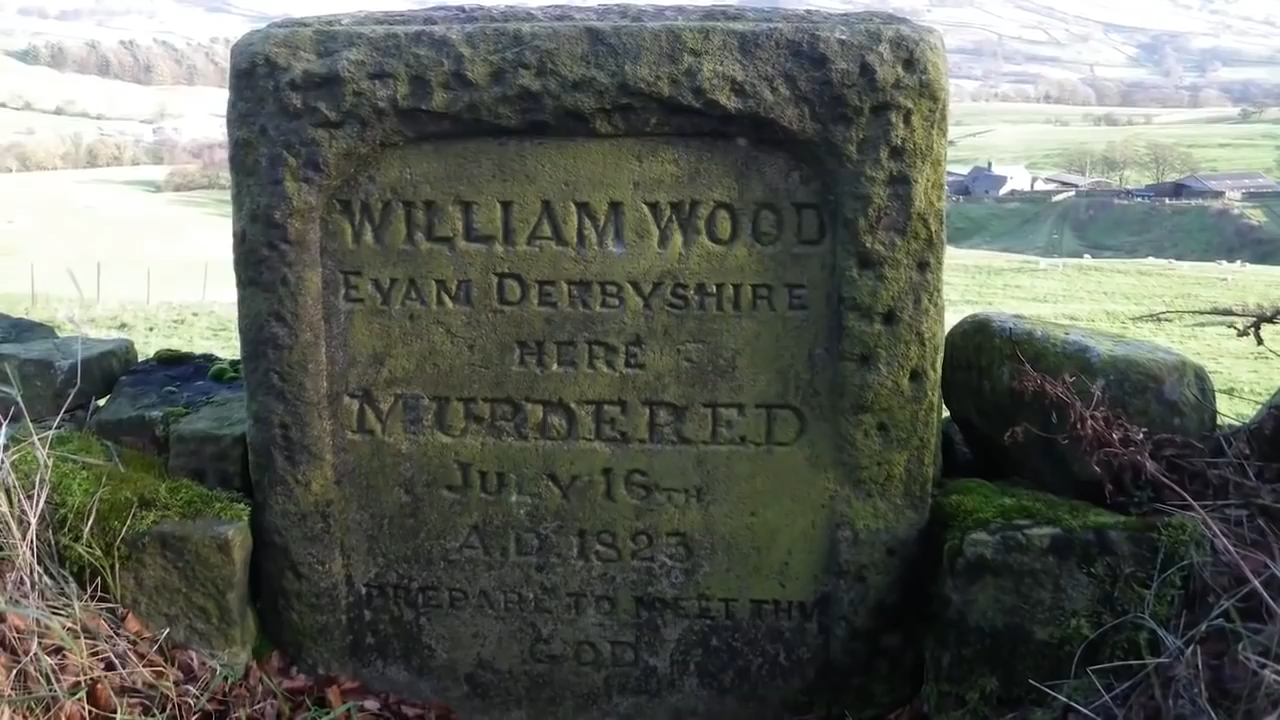 WILLIAM WOOD
EYAM DERBYSHIRE
HERE
MURDERED
JULY 16TH
A.D. 1823
PREPARE TO MEET THY
GOD